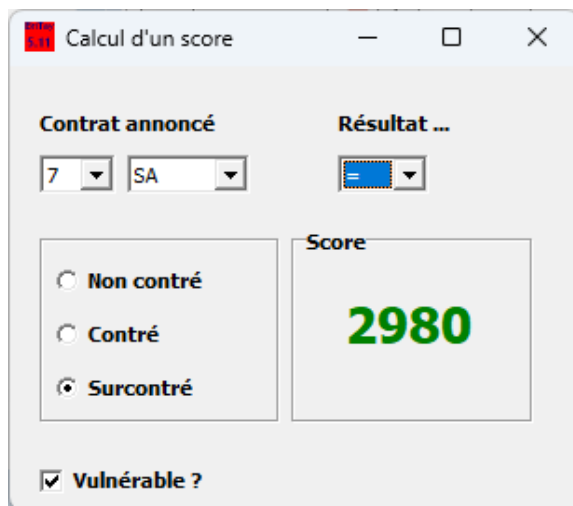 Calcul d'un score
Contrat annoncé
Résultat ...
7
SA
=
Score
Non contré
Contré
Surcontré
2980
Vulnérable ?